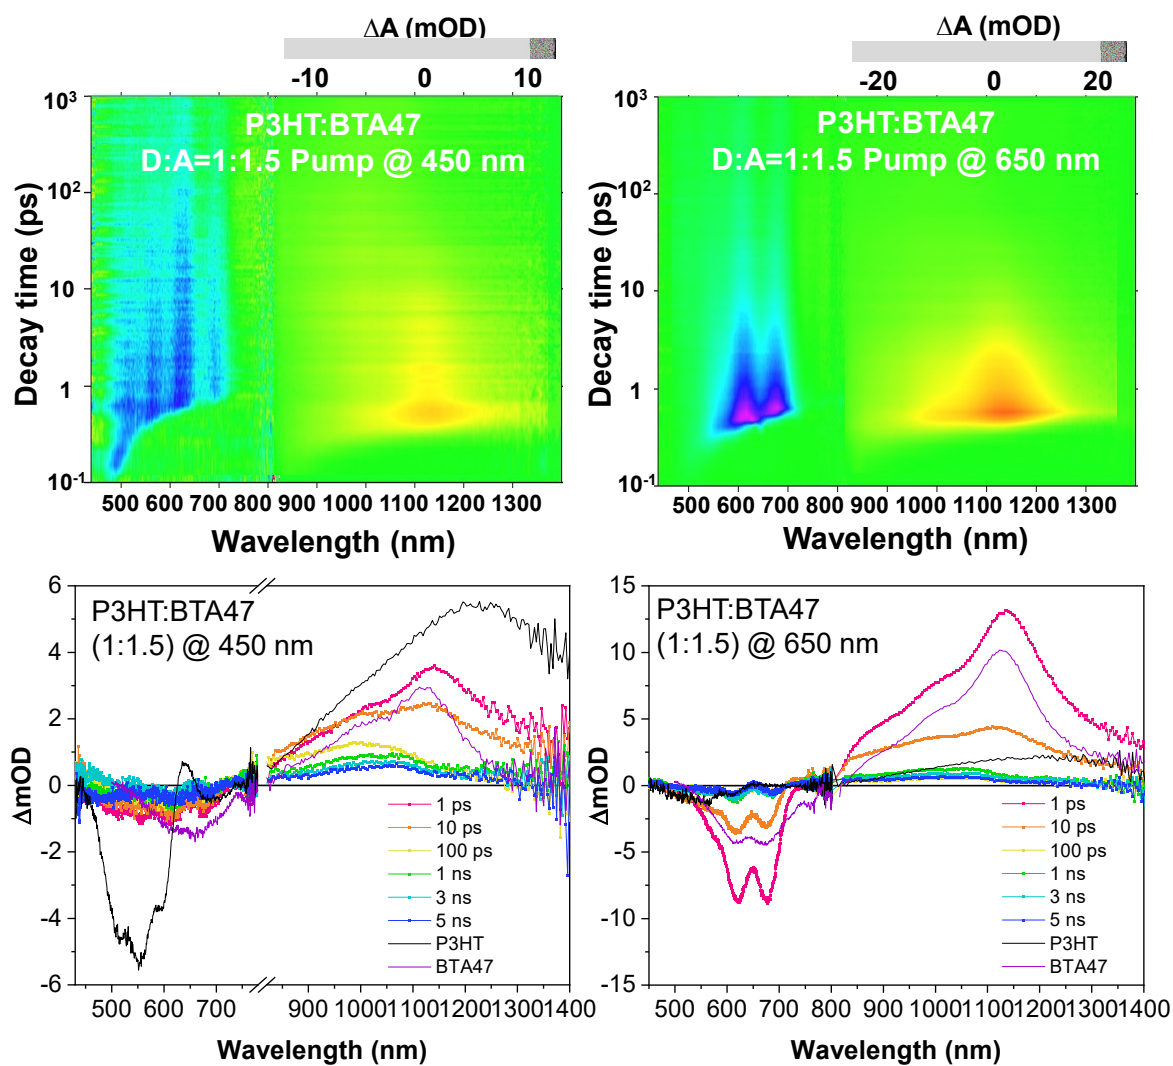 ΔA (mOD)
-10 0 10
10³
10²
10
1
10⁻¹
Decay time (ps)
P3HT:BTA47
D:A=1:1.5 Pump @ 450 nm
500 600 700 800 900 1000 1100 1200 1300
Wavelength (nm)
ΔA (mOD)
-20 0 20
10³
10²
10
1
10⁻¹
Decay time (ps)
P3HT:BTA47
D:A=1:1.5 Pump @ 650 nm
500 600 700 800 900 1000 1100 1200 1300
Wavelength (nm)
6
4
2
0
-2
-4
-6
ΔmOD
P3HT:BTA47
(1:1.5) @ 450 nm
1 ps
10 ps
100 ps
1 ns
3 ns
5 ns
P3HT
BTA47
500 600 700 900 1000 1100 1200 1300 1400
Wavelength (nm)
15
10
5
0
-5
-10
-15
ΔmOD
P3HT:BTA47
(1:1.5) @ 650 nm
1 ps
10 ps
100 ps
1 ns
3 ns
5 ns
P3HT
BTA47
500 600 700 800 900 1000 1100 1200 1300 1400
Wavelength (nm)